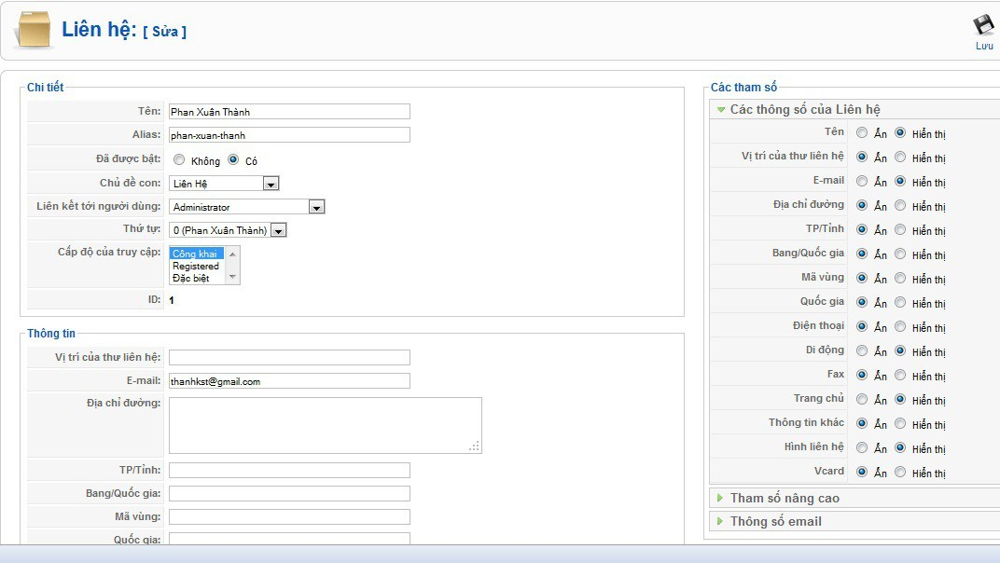 Liên hệ: [ Sửa ]
Lưu
Chi tiết
Tên: Phan Xuân Thành
Alias: phan-xuan-thanh
Đã được bật: Không Có
Chủ đề con: Liên Hệ
Liên kết tới người dùng: Administrator
Thứ tự: 0 (Phan Xuân Thành)
Cấp độ của truy cập: Công khai
Registered
Đặc biệt
ID: 1
Thông tin
Vị trí của thư liên hệ:
E-mail: thanhkst@gmail.com
Địa chỉ đường:
TP/Tỉnh:
Bang/Quốc gia:
Mã vùng:
Quốc gia:
Các tham số
Các thông số của Liên hệ
Tên Ẩn Hiển thị
Vị trí của thư liên hệ Ẩn Hiển thị
E-mail Ẩn Hiển thị
Địa chỉ đường Ẩn Hiển thị
TP/Tỉnh Ẩn Hiển thị
Bang/Quốc gia Ẩn Hiển thị
Mã vùng Ẩn Hiển thị
Quốc gia Ẩn Hiển thị
Điện thoại Ẩn Hiển thị
Di động Ẩn Hiển thị
Fax Ẩn Hiển thị
Trang chủ Ẩn Hiển thị
Thông tin khác Ẩn Hiển thị
Hình liên hệ Ẩn Hiển thị
Vcard Ẩn Hiển thị
Tham số nâng cao
Thông số email